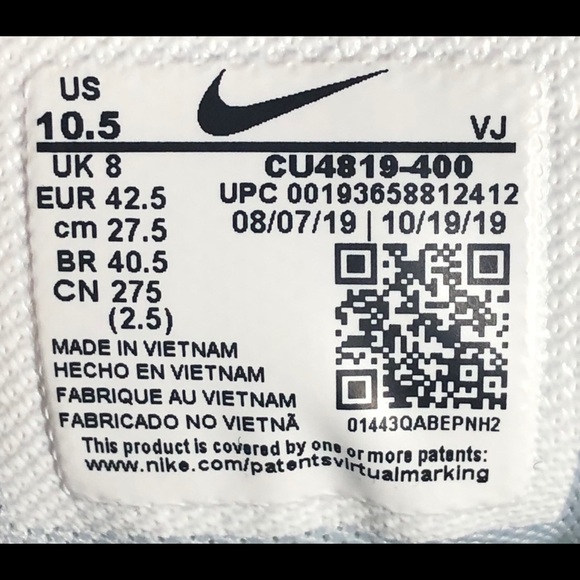 US
10.5
VJ
UK 8
CU4819-400
EUR 42.5
UPC 00193658812412
cm 27.5
08/07/19 | 10/19/19
BR 40.5
CN 275
(2.5)
MADE IN VIETNAM
HECHO EN VIETNAM
FABRIQUE AU VIETNAM
FABRICADO NO VIETNÃ
01443QABEPNH2
This product is covered by one or more patents:
www.nike.com/patentsvirtualmarking